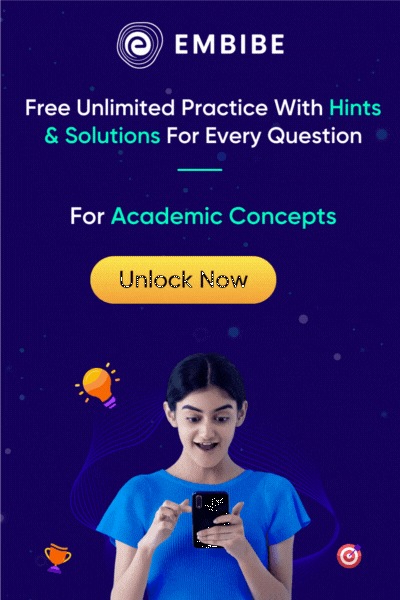 EMBIBE
Free Unlimited Practice With Hints
& Solutions For Every Question
For Academic Concepts
Unlock Now